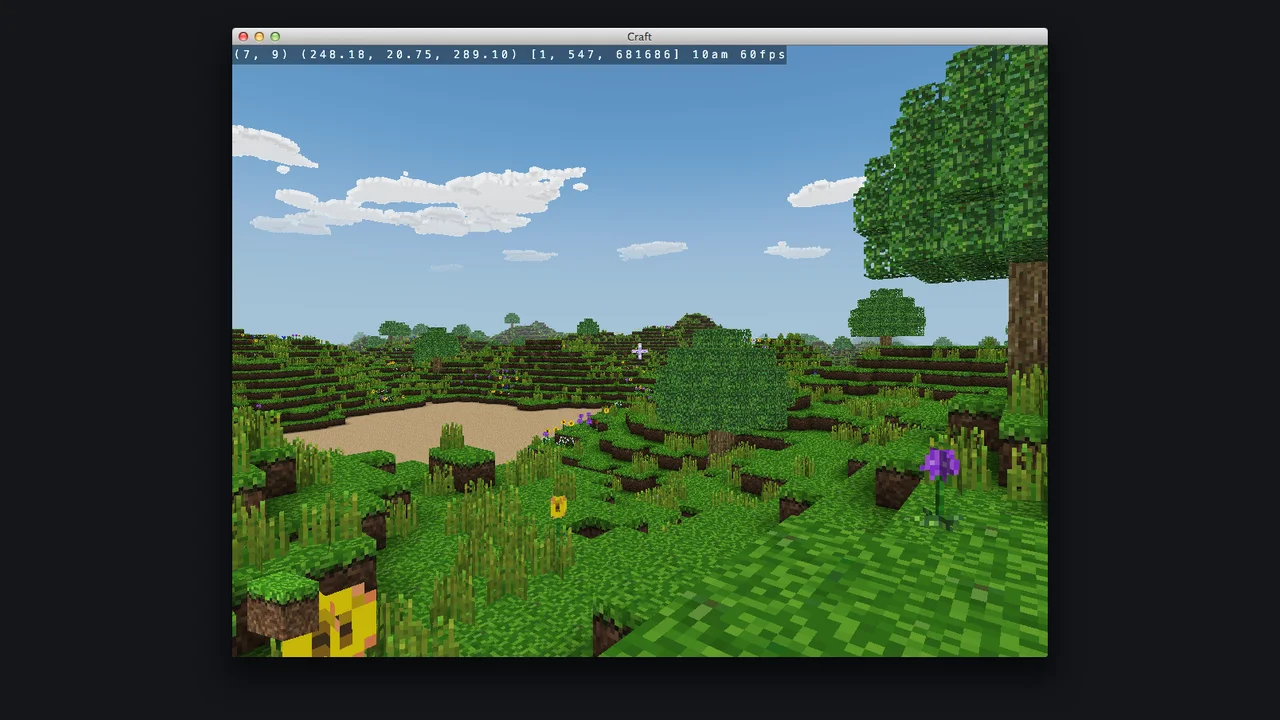 Craft
(7, 9) (248.18, 20.75, 289.10) [1, 547, 681686] 10am 60fps